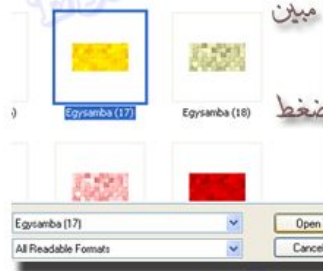 مبين
Egysamba (17)
Egysamba (18)
ضغط
Egysamba (17)
Open
All Readable Formats
Cancel